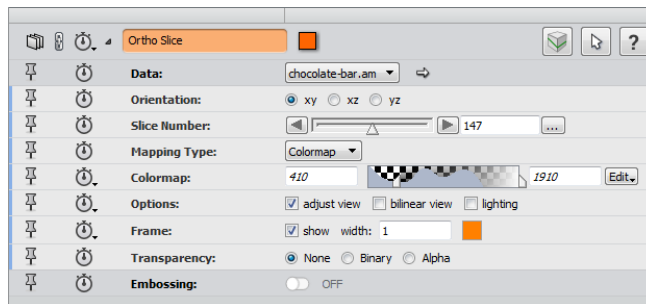 Ortho Slice ?
Data: chocolate-bar.am
Orientation: xy xz yz
Slice Number: 147 ...
Mapping Type: Colormap
Colormap: 410 1910 Edit
Options: adjust view bilinear view lighting
Frame: show width: 1
Transparency: None Binary Alpha
Embossing: OFF